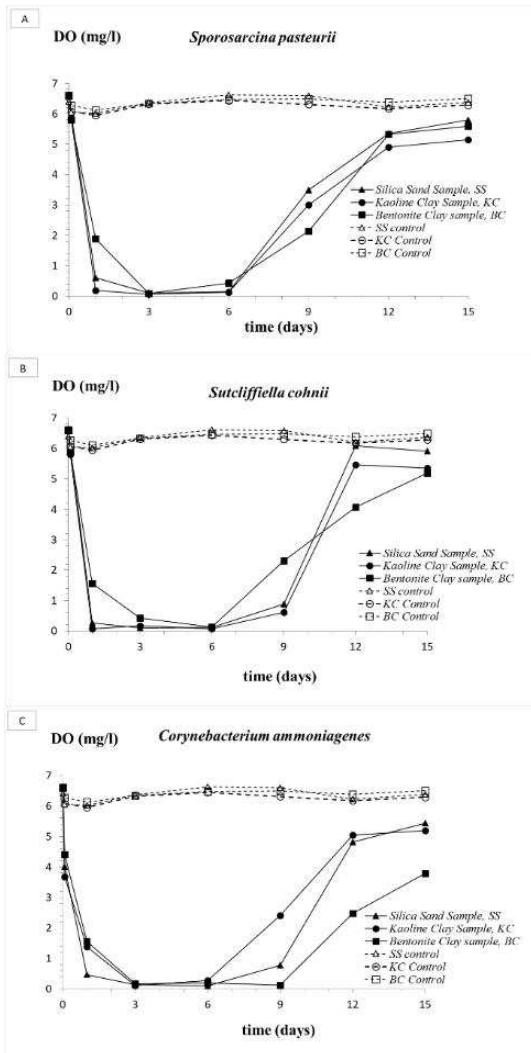 A
DO (mg/l)
Sporosarcina pasteurii
7
6
5
4
3
2
1
0
Silica Sand Sample, SS
Kaoline Clay Sample, KC
Bentonite Clay sample, BC
SS control
KC Control
BC Control
0 3 6 9 12 15
time (days)
B
DO (mg/l)
Sutcliffiella cohnii
7
6
5
4
3
2
1
0
Silica Sand Sample, SS
Kaoline Clay Sample, KC
Bentonite Clay sample, BC
SS control
KC Control
BC Control
0 3 6 9 12 15
time (days)
C
DO (mg/l)
Corynebacterium ammoniagenes
7
6
5
4
3
2
1
0
Silica Sand Sample, SS
Kaoline Clay Sample, KC
Bentonite Clay sample, BC
SS control
KC Control
BC Control
0 3 6 9 12 15
time (days)